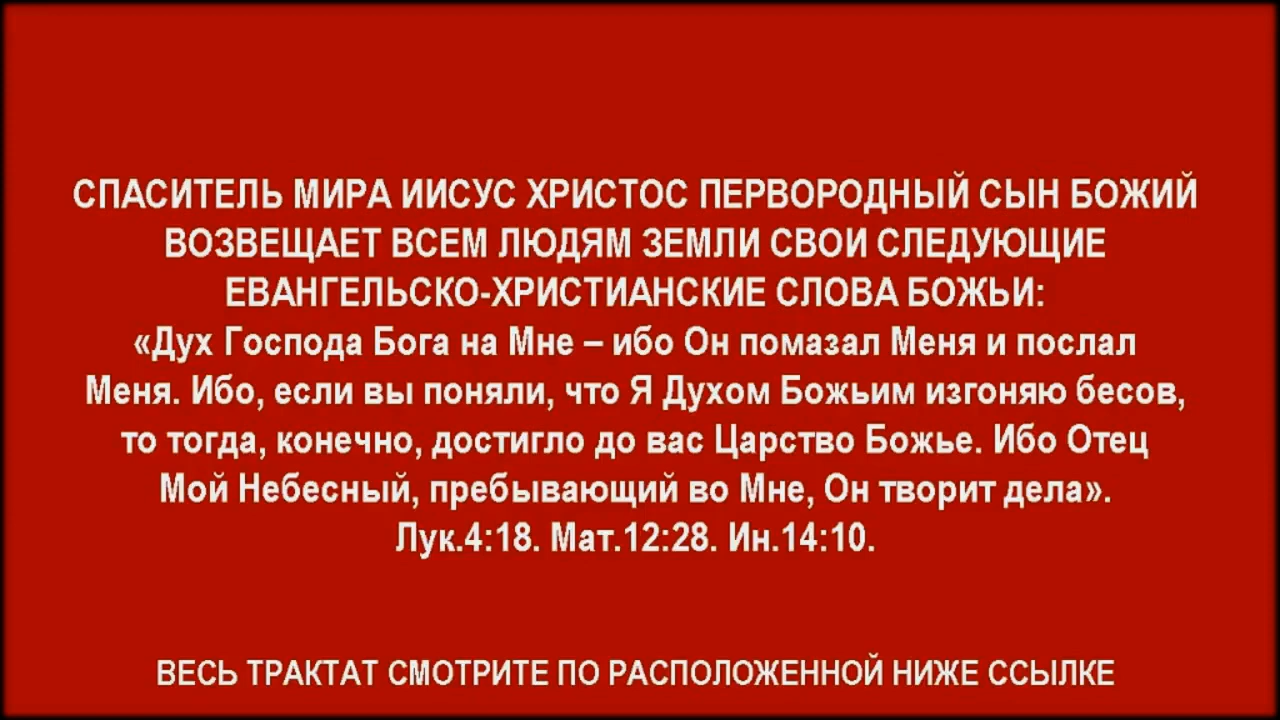 СПАСИТЕЛЬ МИРА ИИСУС ХРИСТОС ПЕРВОРОДНЫЙ СЫН БОЖИЙ
ВОЗВЕЩАЕТ ВСЕМ ЛЮДЯМ ЗЕМЛИ СВОИ СЛЕДУЮЩИЕ
ЕВАНГЕЛЬСКО-ХРИСТИАНСКИЕ СЛОВА БОЖЬИ:
«Дух Господа Бога на Мне – ибо Он помазал Меня и послал
Меня. Ибо, если вы поняли, что Я Духом Божьим изгоняю бесов,
то тогда, конечно, достигло до вас Царство Божье. Ибо Отец
Мой Небесный, пребывающий во Мне, Он творит дела».
Лук.4:18. Мат.12:28. Ин.14:10.
ВЕСЬ ТРАКТАТ СМОТРИТЕ ПО РАСПОЛОЖЕННОЙ НИЖЕ ССЫЛКЕ